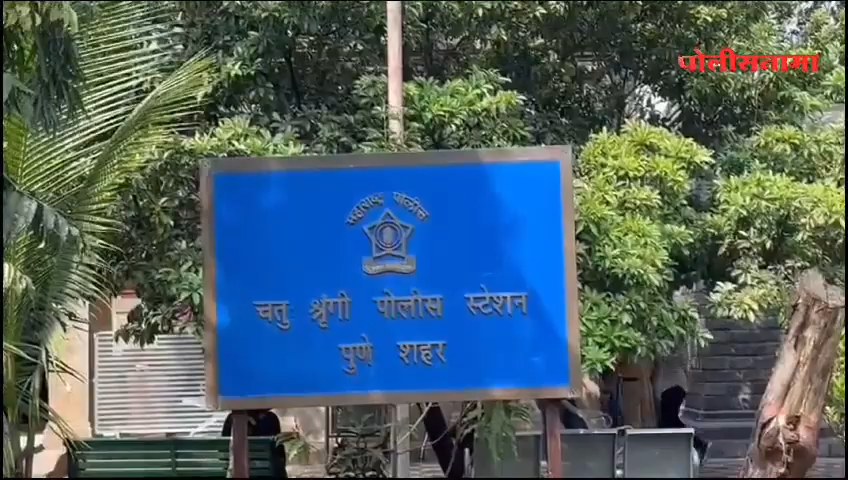 पोलीसनामा
महाराष्ट्र पोलीस
चतु श्रृंगी पोलीस स्टेशन
पुणे शहर